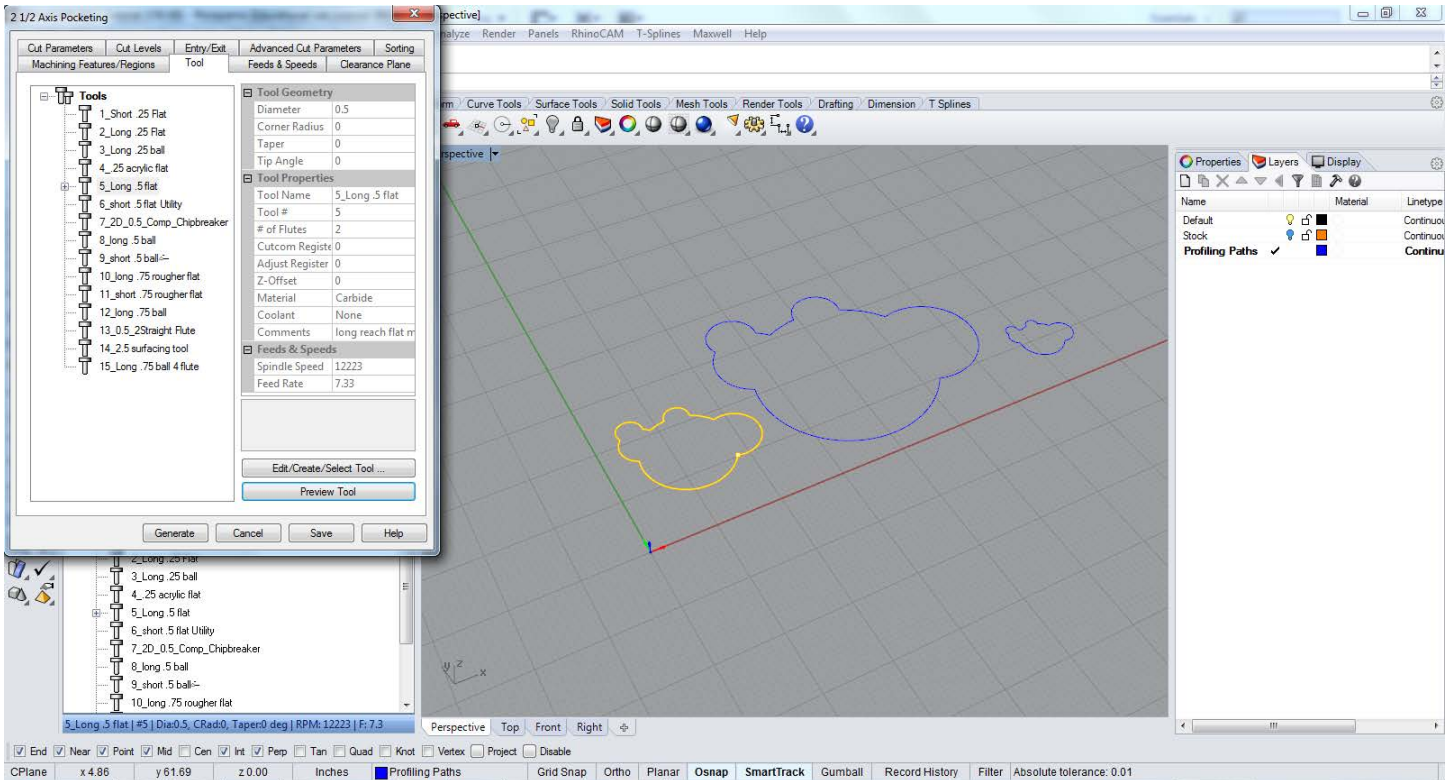 2 1/2 Axis Pocketing
Cut Parameters Cut Levels Entry/Exit Advanced Cut Parameters Sorting
Machining Features/Regions Tool Feeds & Speeds Clearance Plane
Tools
1_Short .25 Flat
2_Long .25 Flat
3_Long .25 ball
4_.25 acrylic flat
5_Long .5 flat
6_short .5 flat Utility
7_2D_0.5_Comp_Chipbreaker
8_long .5 ball
9_short .5 ball
10_long .75 rougher flat
11_short .75 rougher flat
12_long .75 ball
13_0.5_2Straight Flute
14_2.5 surfacing tool
15_Long .75 ball 4 flute
Tool Geometry
Diameter 0.5
Corner Radius 0
Taper 0
Tip Angle 0
Tool Properties
Tool Name 5_Long .5 flat
Tool # 5
# of Flutes 2
Cutcom Registe 0
Adjust Register 0
Z-Offset 0
Material Carbide
Coolant None
Comments long reach flat m
Feeds & Speeds
Spindle Speed 12223
Feed Rate 7.33
Edit/Create/Select Tool ...
Preview Tool
Generate Cancel Save Help
pective]
nalyze Render Panels RhinoCAM T-Splines Maxwell Help
rm Curve Tools Surface Tools Solid Tools Mesh Tools Render Tools Drafting Dimension T Splines
rspective
y z x
Properties Layers Display
Name Material Linetype
Default Continuou
Stock Continuou
Profiling Paths Continu
2_Long .25 Flat
3_Long .25 ball
4_.25 acrylic flat
5_Long .5 flat
6_short .5 flat Utility
7_2D_0.5_Comp_Chipbreaker
8_long .5 ball
9_short .5 ball
10_long .75 rougher flat
5_Long .5 flat | #5 | Dia:0.5, CRad:0, Taper:0 deg | RPM: 12223 | F: 7.3
Perspective Top Front Right
End Near Point Mid Cen Int Perp Tan Quad Knot Vertex Project Disable
CPlane x 4.86 y 61.69 z 0.00 Inches Profiling Paths Grid Snap Ortho Planar Osnap SmartTrack Gumball Record History Filter Absolute tolerance: 0.01